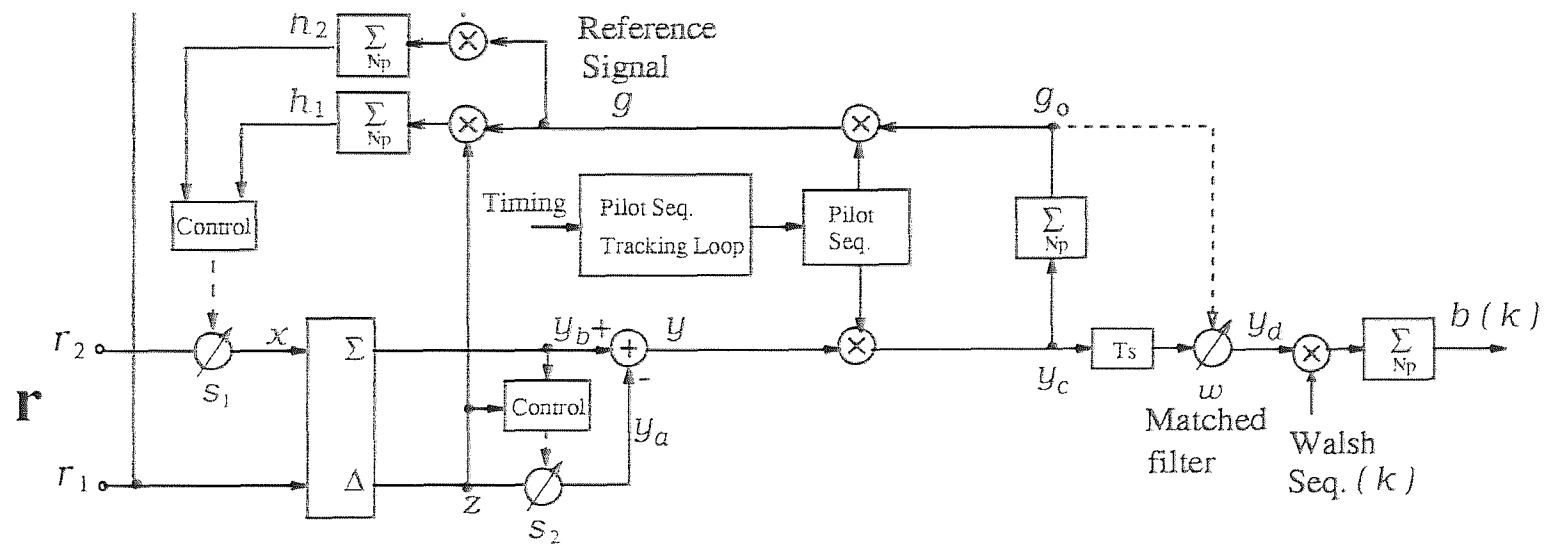 h2
Σ
Np
×
Reference
Signal
h1
Σ
Np
×
g
×
g0
Control
Timing
Pilot Seq.
Tracking Loop
Pilot
Seq.
Σ
Np
r2
x
s1
Σ
yb
+
+
-
y
×
yc
Ts
w
yd
×
Σ
Np
b(k)
r
Control
ya
Matched
filter
Walsh
Seq.(k)
r1
Δ
z
s2